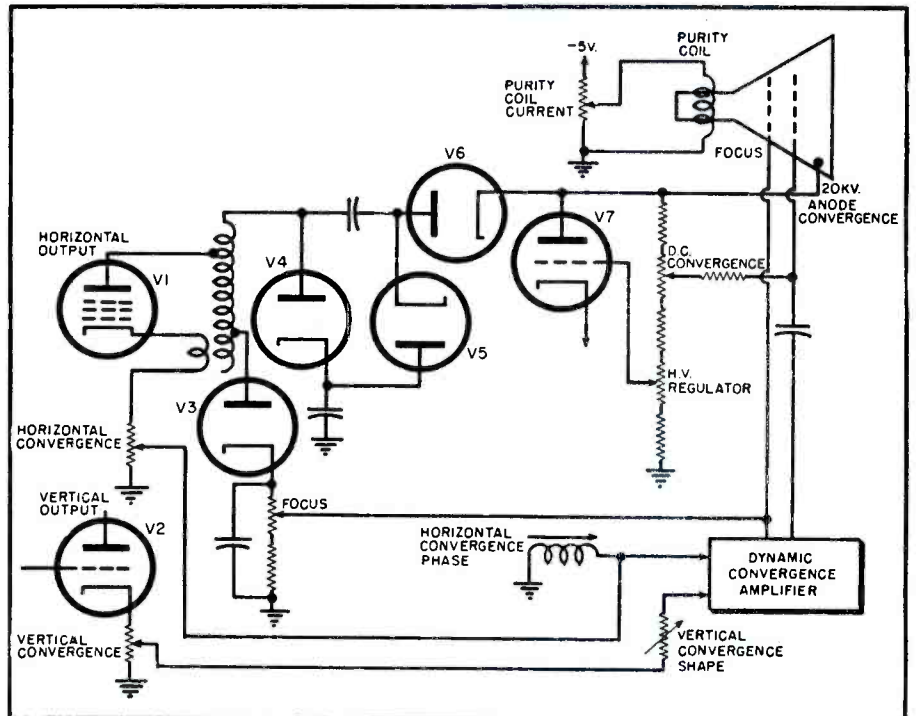 -5V.
PURITY
COIL
PURITY
COIL
CURRENT
FOCUS
20KV.
ANODE
CONVERGENCE
V6
V7
HORIZONTAL
OUTPUT
V1
V4
D.C.
CONVERGENCE
V5
V3
H.V.
REGULATOR
HORIZONTAL
CONVERGENCE
FOCUS
VERTICAL
OUTPUT
V2
HORIZONTAL
CONVERGENCE
PHASE
DYNAMIC
CONVERGENCE
AMPLIFIER
VERTICAL
CONVERGENCE
VERTICAL
CONVERGENCE
SHAPE